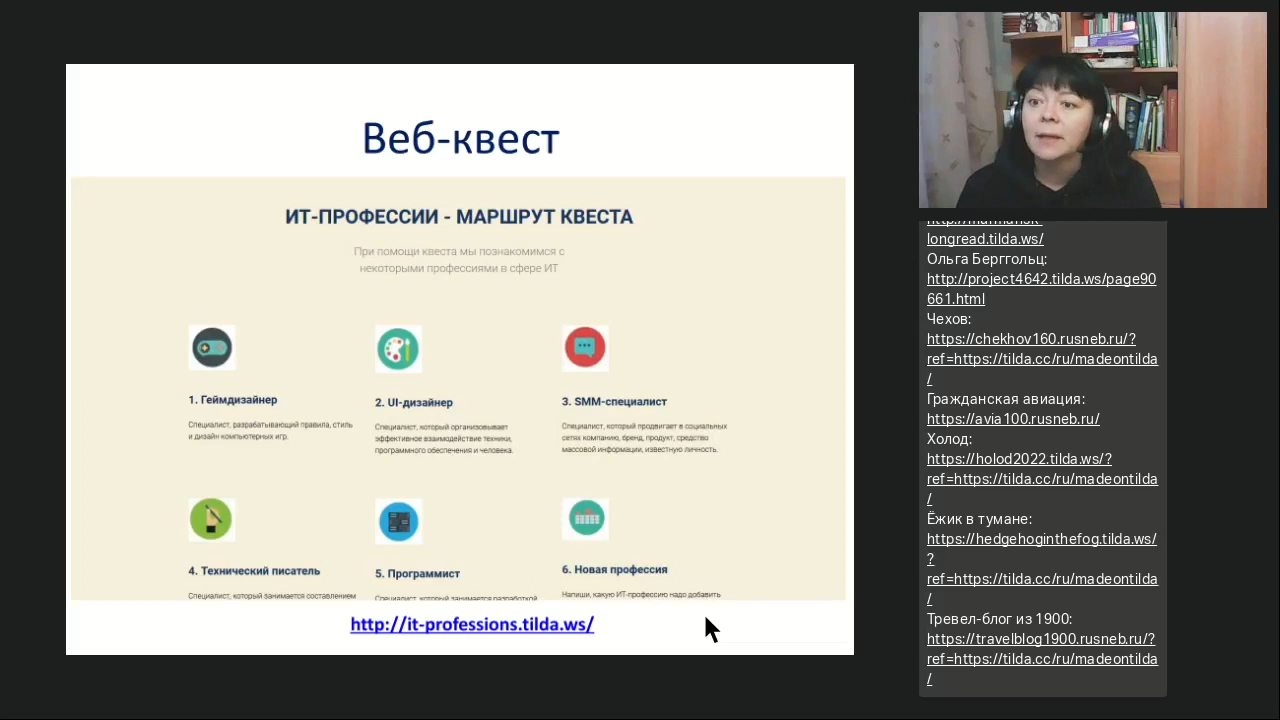 Веб-квест
ИТ-ПРОФЕССИИ - МАРШРУТ КВЕСТА
При помощи квеста мы познакомимся с
некоторыми профессиями в сфере ИТ
1. Геймдизайнер
Специалист, разрабатывающий правила, стиль
и дизайн компьютерных игр.
2. UI-дизайнер
Специалист, который организовывает
эффективное взаимодействие техники,
программного обеспечения и человека.
3. SMM-специалист
Специалист, который продвигает в социальных
сетях компанию, бренд, продукт, средство
массовой информации, известную личность.
4. Технический писатель
Специалист, который занимается составлением
5. Программист
Специалист, который занимается разработкой
6. Новая профессия
Напиши, какую ИТ-профессию надо добавить
http://it-professions.tilda.ws/
longread.tilda.ws/
Ольга Берггольц:
http://project4642.tilda.ws/page90
661.html
Чехов:
https://chekhov160.rusneb.ru/?
ref=https://tilda.cc/ru/madeontilda
/
Гражданская авиация:
https://avia100.rusneb.ru/
Холод:
https://holod2022.tilda.ws/?
ref=https://tilda.cc/ru/madeontilda
/
Ёжик в тумане:
https://hedgehoginthefog.tilda.ws/
?
ref=https://tilda.cc/ru/madeontilda
/
Тревел-блог из 1900:
https://travelblog1900.rusneb.ru/?
ref=https://tilda.cc/ru/madeontilda
/